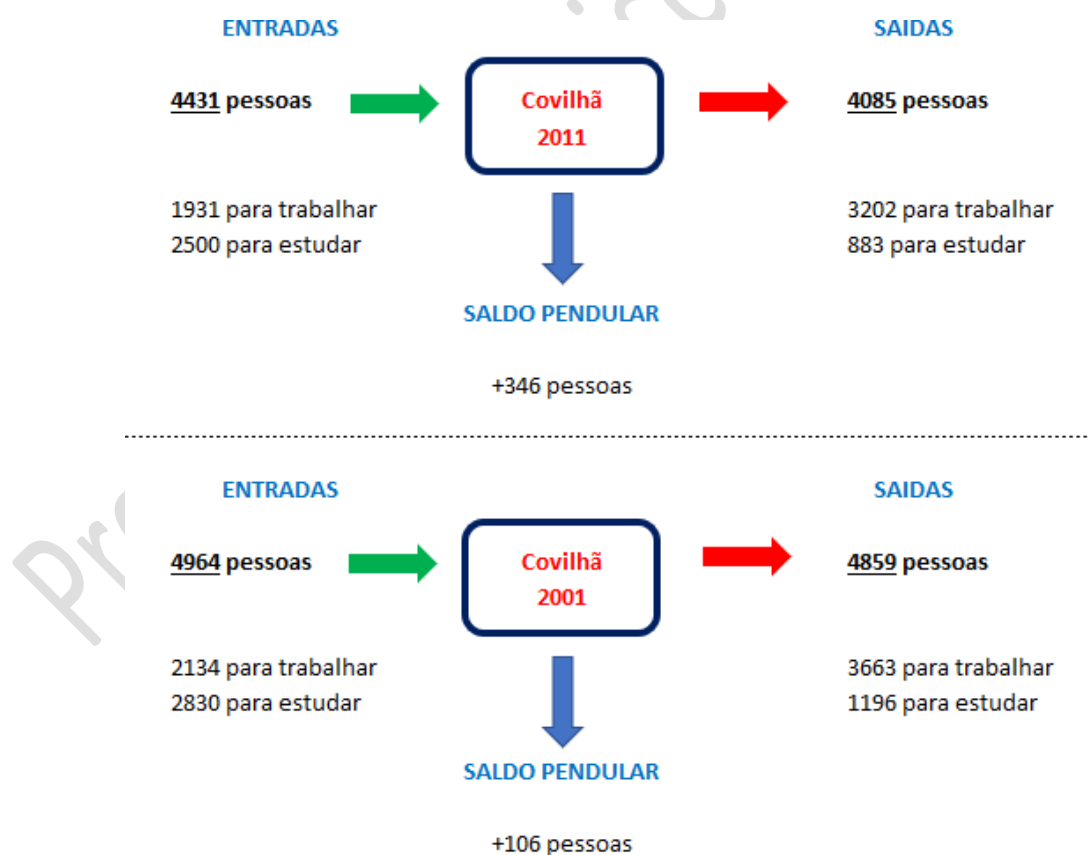 ENTRADAS
SAIDAS
4431 pessoas
Covilhã
2011
4085 pessoas
1931 para trabalhar
2500 para estudar
3202 para trabalhar
883 para estudar
SALDO PENDULAR
+346 pessoas
ENTRADAS
SAIDAS
4964 pessoas
Covilhã
2001
4859 pessoas
2134 para trabalhar
2830 para estudar
3663 para trabalhar
1196 para estudar
SALDO PENDULAR
+106 pessoas